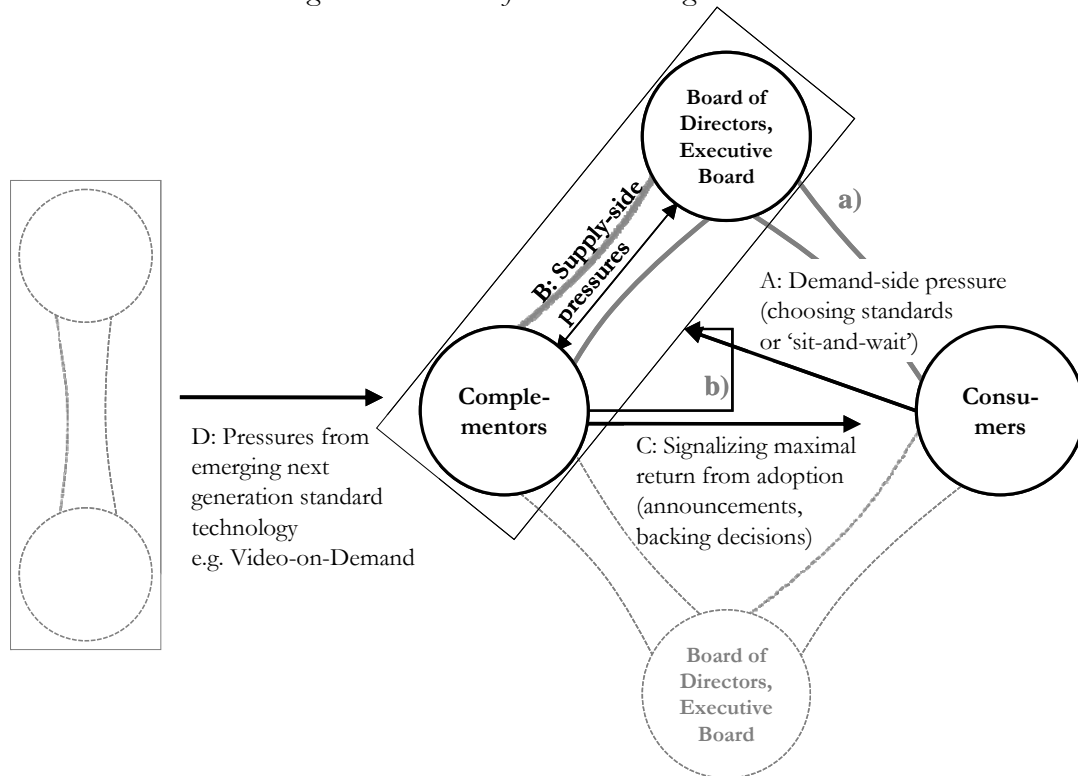 Board of
Directors,
Executive
Board
a)
B: Supply-side
pressures
A: Demand-side pressure
(choosing standards
or ‘sit-and-wait’)
b)
Comple-
mentors
Consu-
mers
D: Pressures from
emerging next
generation standard
technology
e.g. Video-on-Demand
C: Signalizing maximal
return from adoption
(announcements,
backing decisions)
Board of
Directors,
Executive
Board